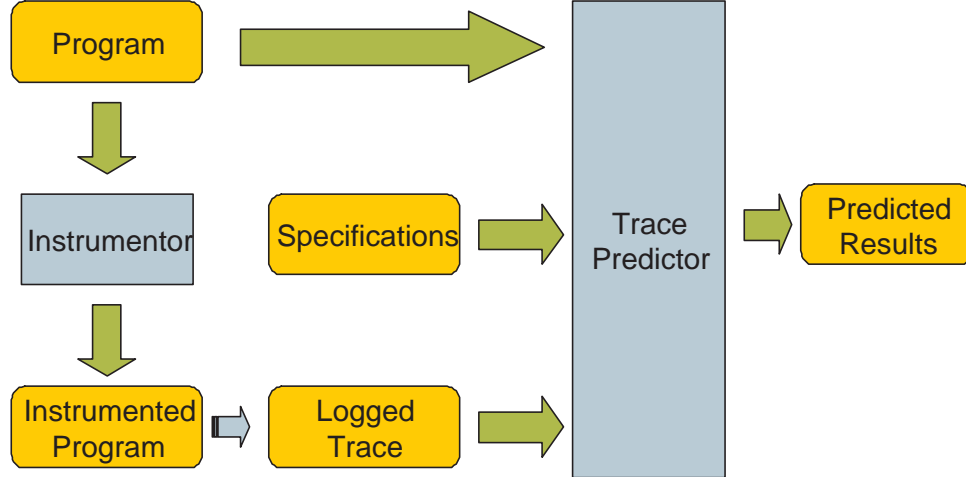 Program
Instrumentor
Specifications
Trace
Predictor
Predicted
Results
Instrumented
Program
Logged
Trace